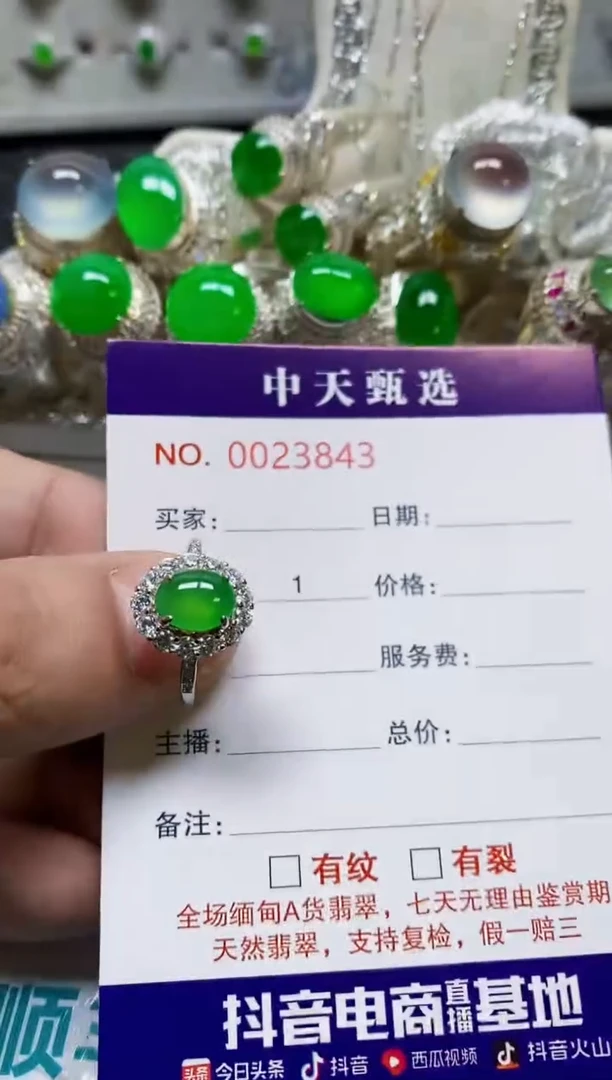 中天甄选
NO. 0023843
买家: 日期:
1 价格:
服务费:
主播: 总价:
备注:
□ 有纹 □ 有裂
全场缅甸A货翡翠，七天无理由鉴赏期
天然翡翠，支持复检，假一赔三
抖音电商直播基地
头条 今日头条 抖音 西瓜视频 抖音火山
顺